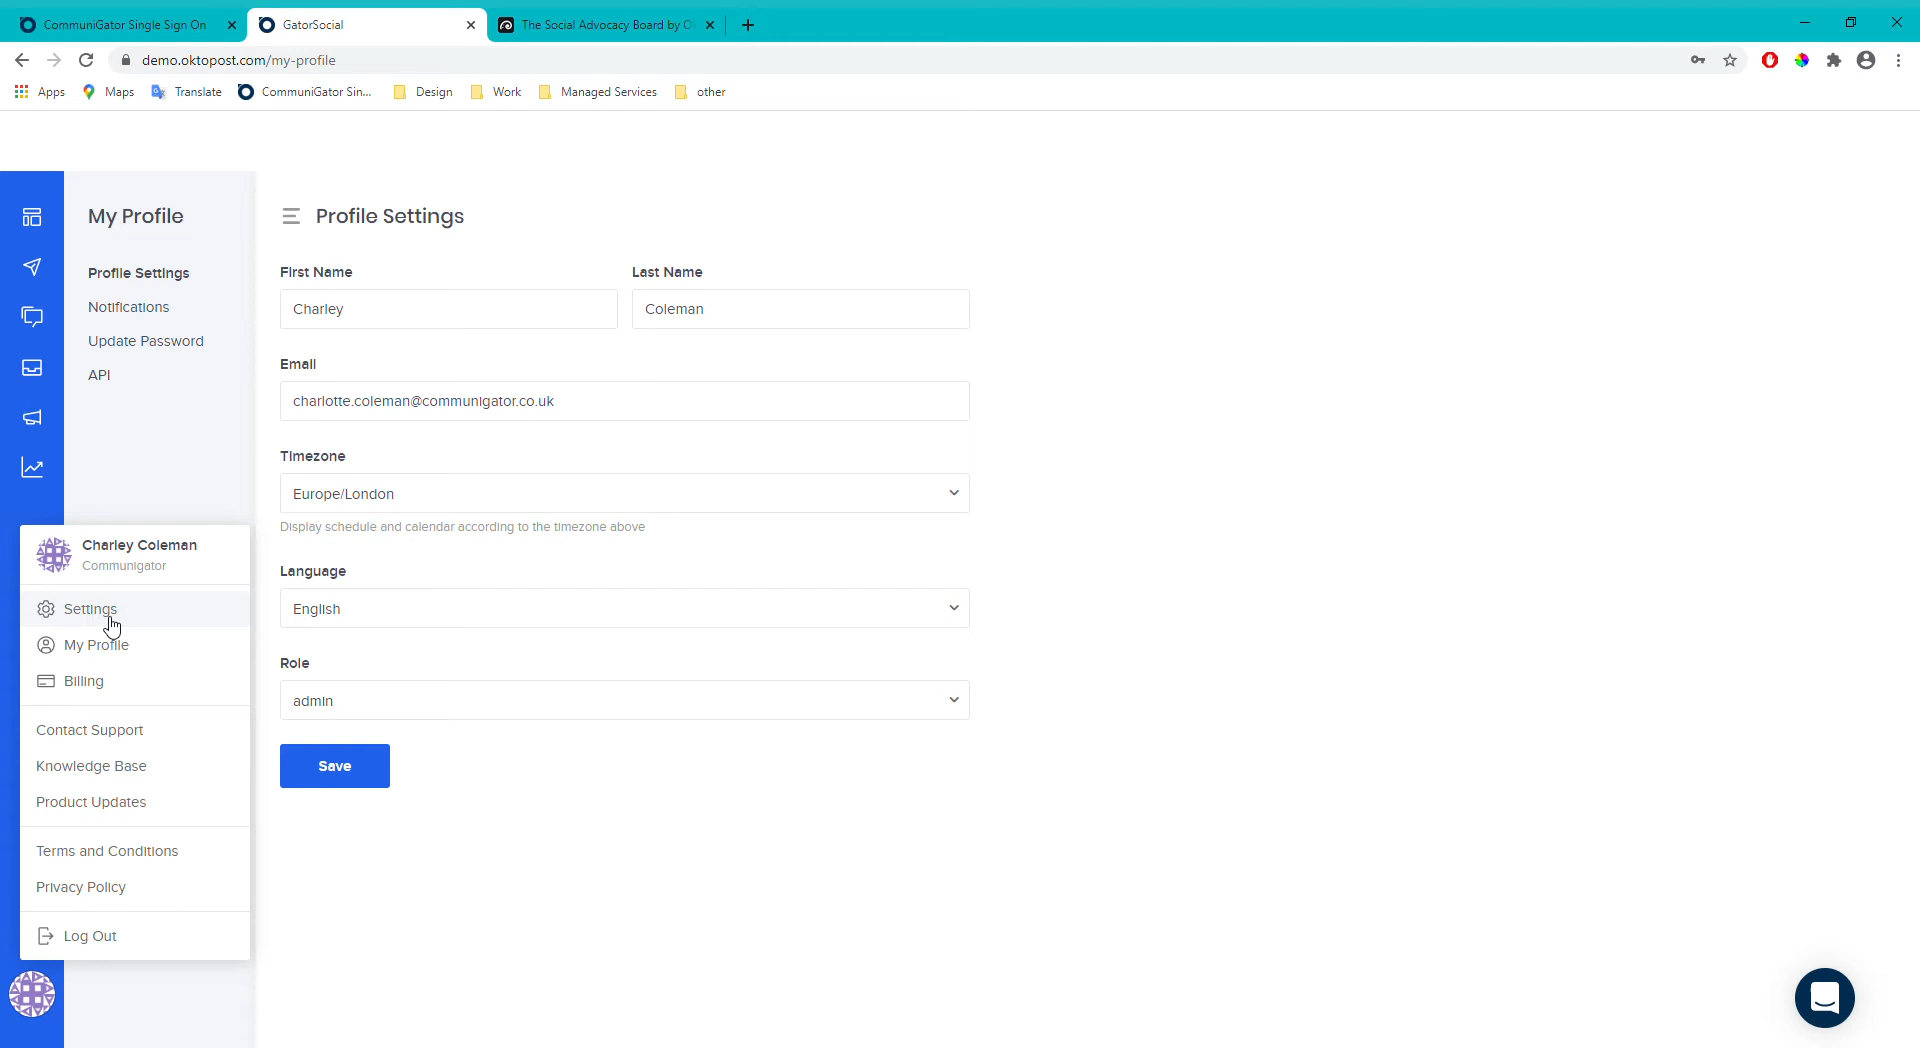 CommuniGator Single Sign On
GatorSocial
The Social Advocacy Board by O
demo.oktopost.com/my-profile
Apps
Maps
Translate
CommuniGator Sin...
Design
Work
Managed Services
other
My Profile
Profile Settings
Notifications
Update Password
API
Profile Settings
First Name
Last Name
Charley
Coleman
Email
charlotte.coleman@communigator.co.uk
Timezone
Europe/London
Display schedule and calendar according to the timezone above
Language
English
Role
admin
Save
Charley Coleman
Communigator
Settings
My Profile
Billing
Contact Support
Knowledge Base
Product Updates
Terms and Conditions
Privacy Policy
Log Out